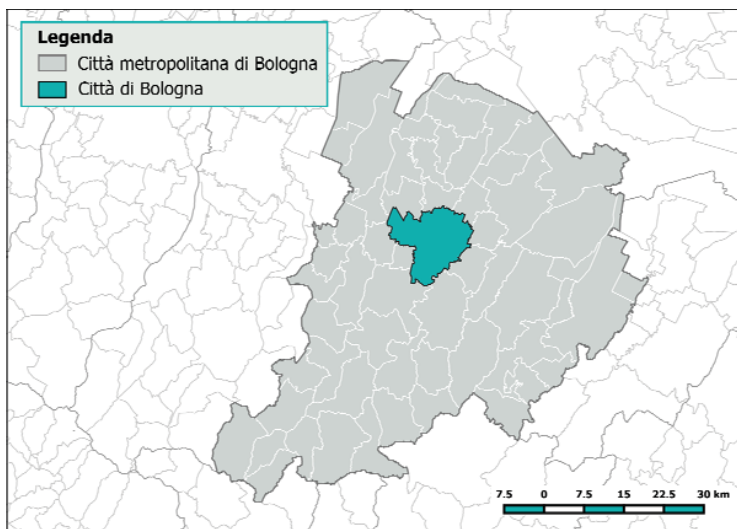 Legenda
Città metropolitana di Bologna
Città di Bologna
7.5 0 7.5 15 22.5 30 km